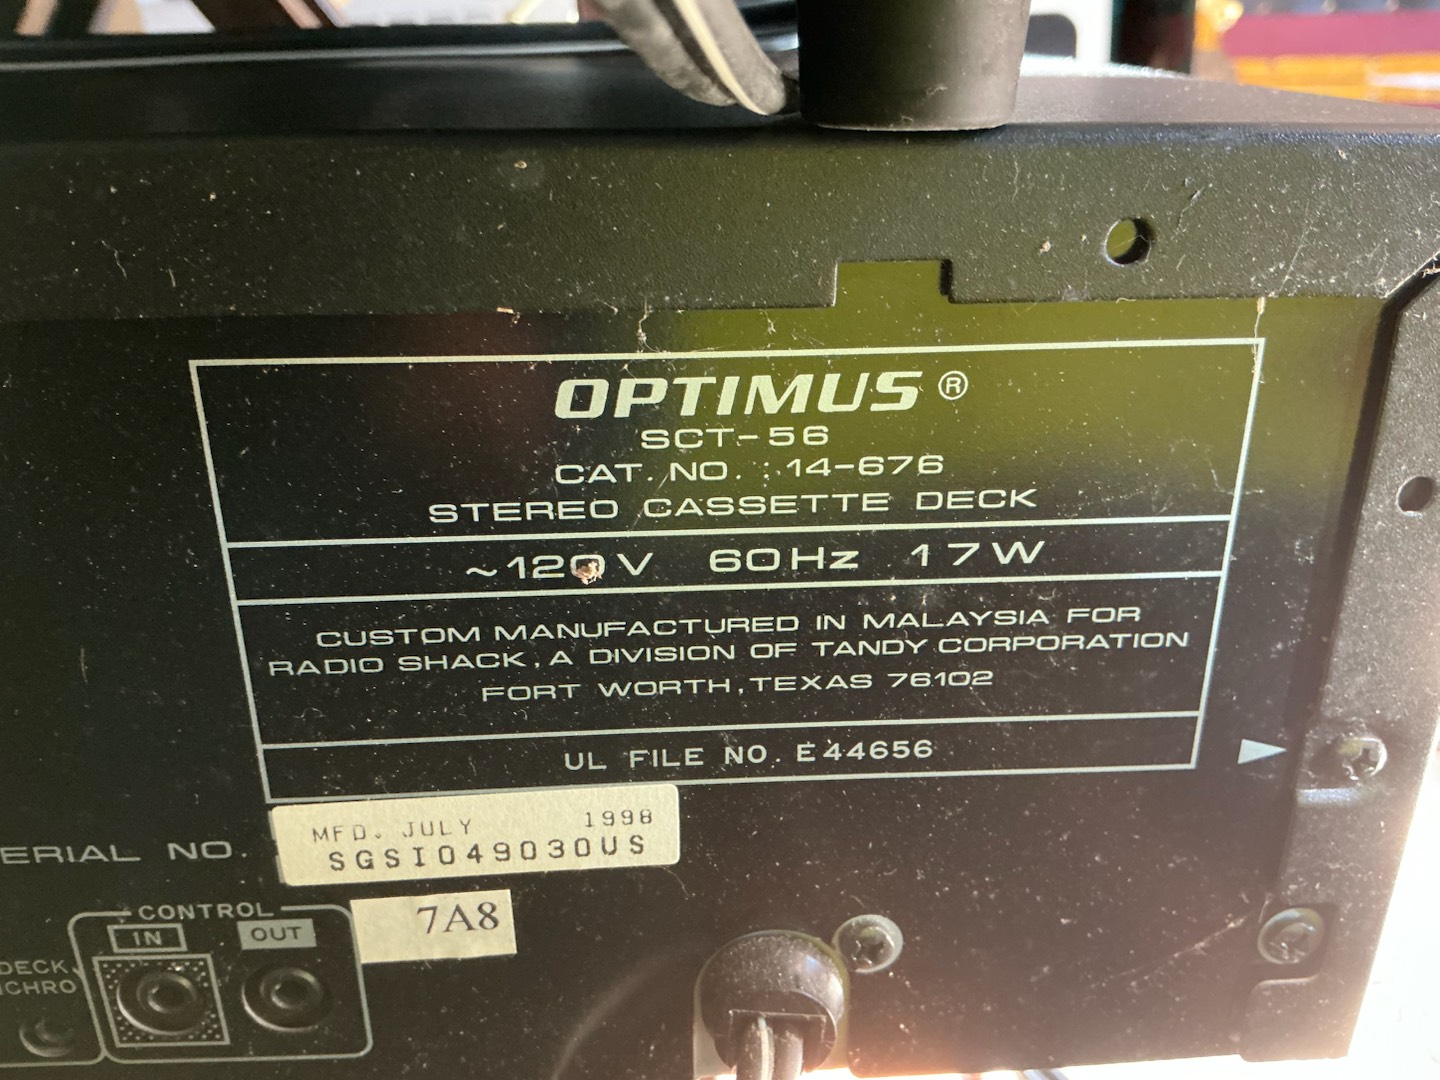 OPTIMUS®
SCT-56
CAT. NO. : 14-676
STEREO CASSETTE DECK
~120V 60Hz 17W
CUSTOM MANUFACTURED IN MALAYSIA FOR
RADIO SHACK, A DIVISION OF TANDY CORPORATION
FORT WORTH, TEXAS 76102
UL FILE NO. E44656
MFD. JULY 1998
ERIAL NO. SGSI049030US
7A8
CONTROL
IN OUT
DECK
NCHRO